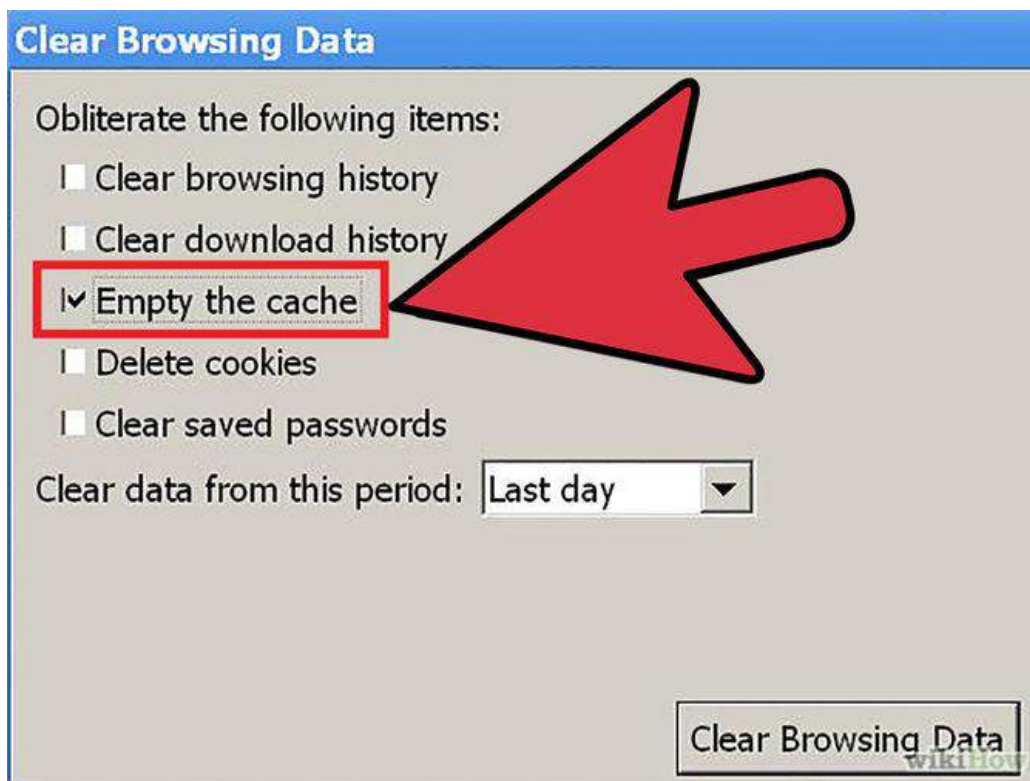 Clear Browsing Data
Obliterate the following items:
Clear browsing history
Clear download history
Empty the cache
Delete cookies
Clear saved passwords
Clear data from this period: Last day
Clear Browsing Data
wikiHow